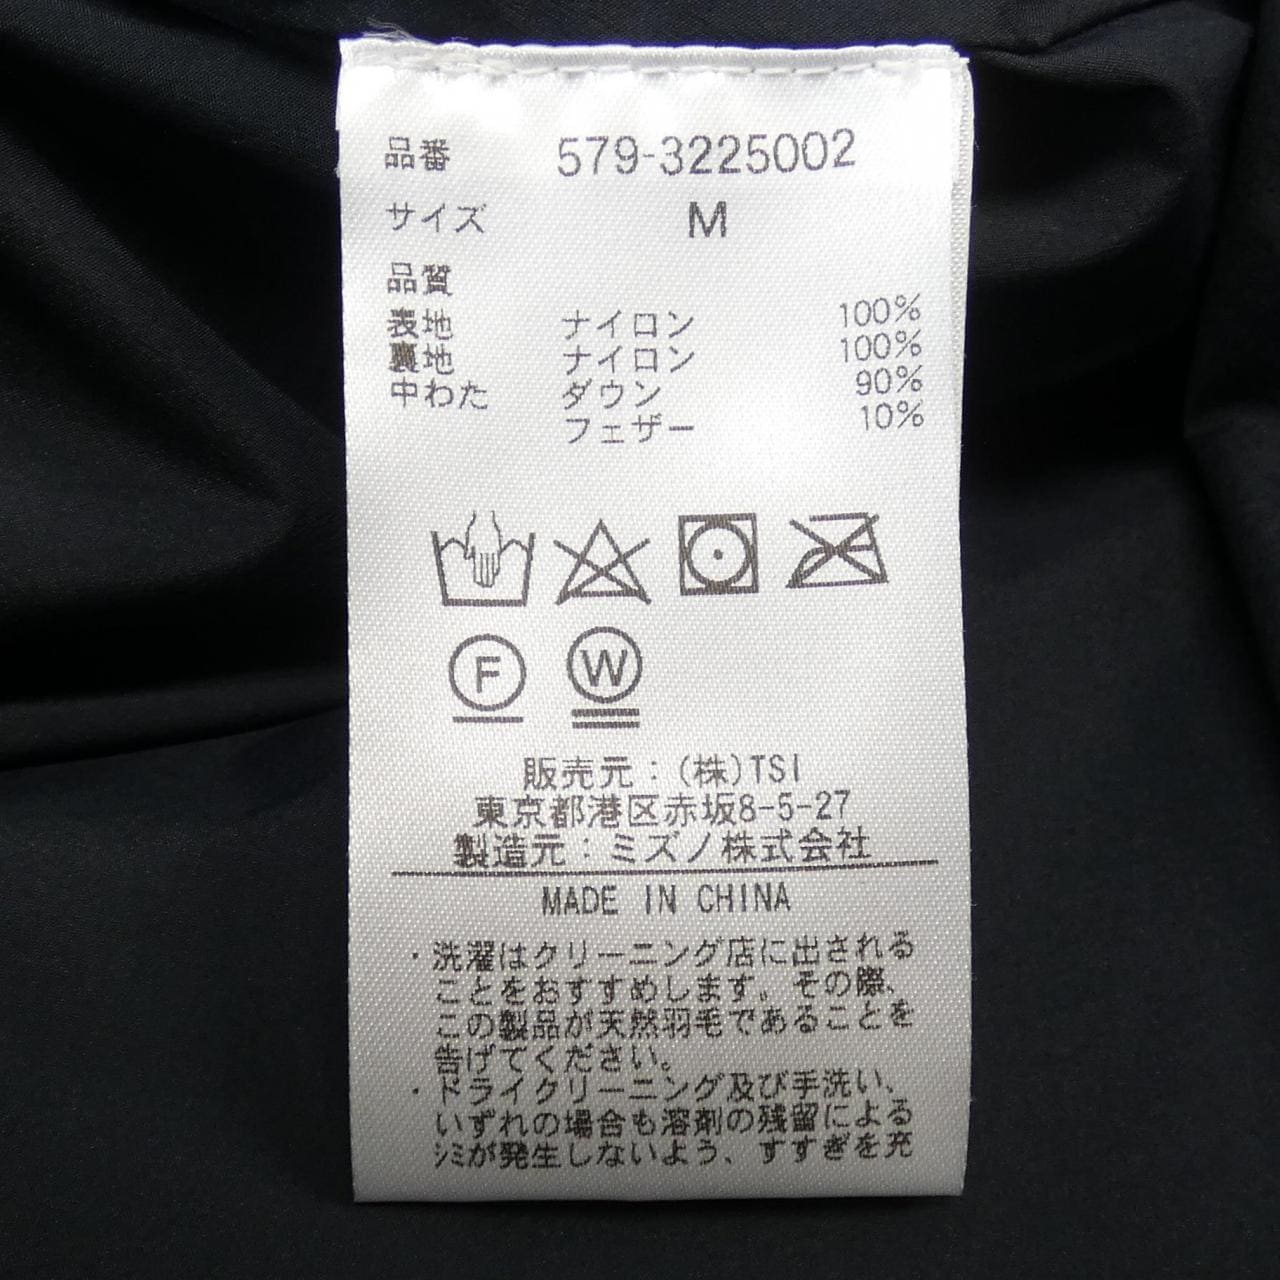 品番 579-3225002
サイズ M
品質
表地 ナイロン 100%
裏地 ナイロン 100%
中わた ダウン 90%
フェザー 10%
F W
販売元：(株)TSI
東京都港区赤坂8-5-27
製造元：ミズノ株式会社
MADE IN CHINA
・洗濯はクリーニング店に出される
ことをおすすめします。その際、
この製品が天然羽毛であることを
告げてください。
・ドライクリーニング及び手洗い、
いずれの場合も溶剤の残留による
シミが発生しないよう、すすぎを充